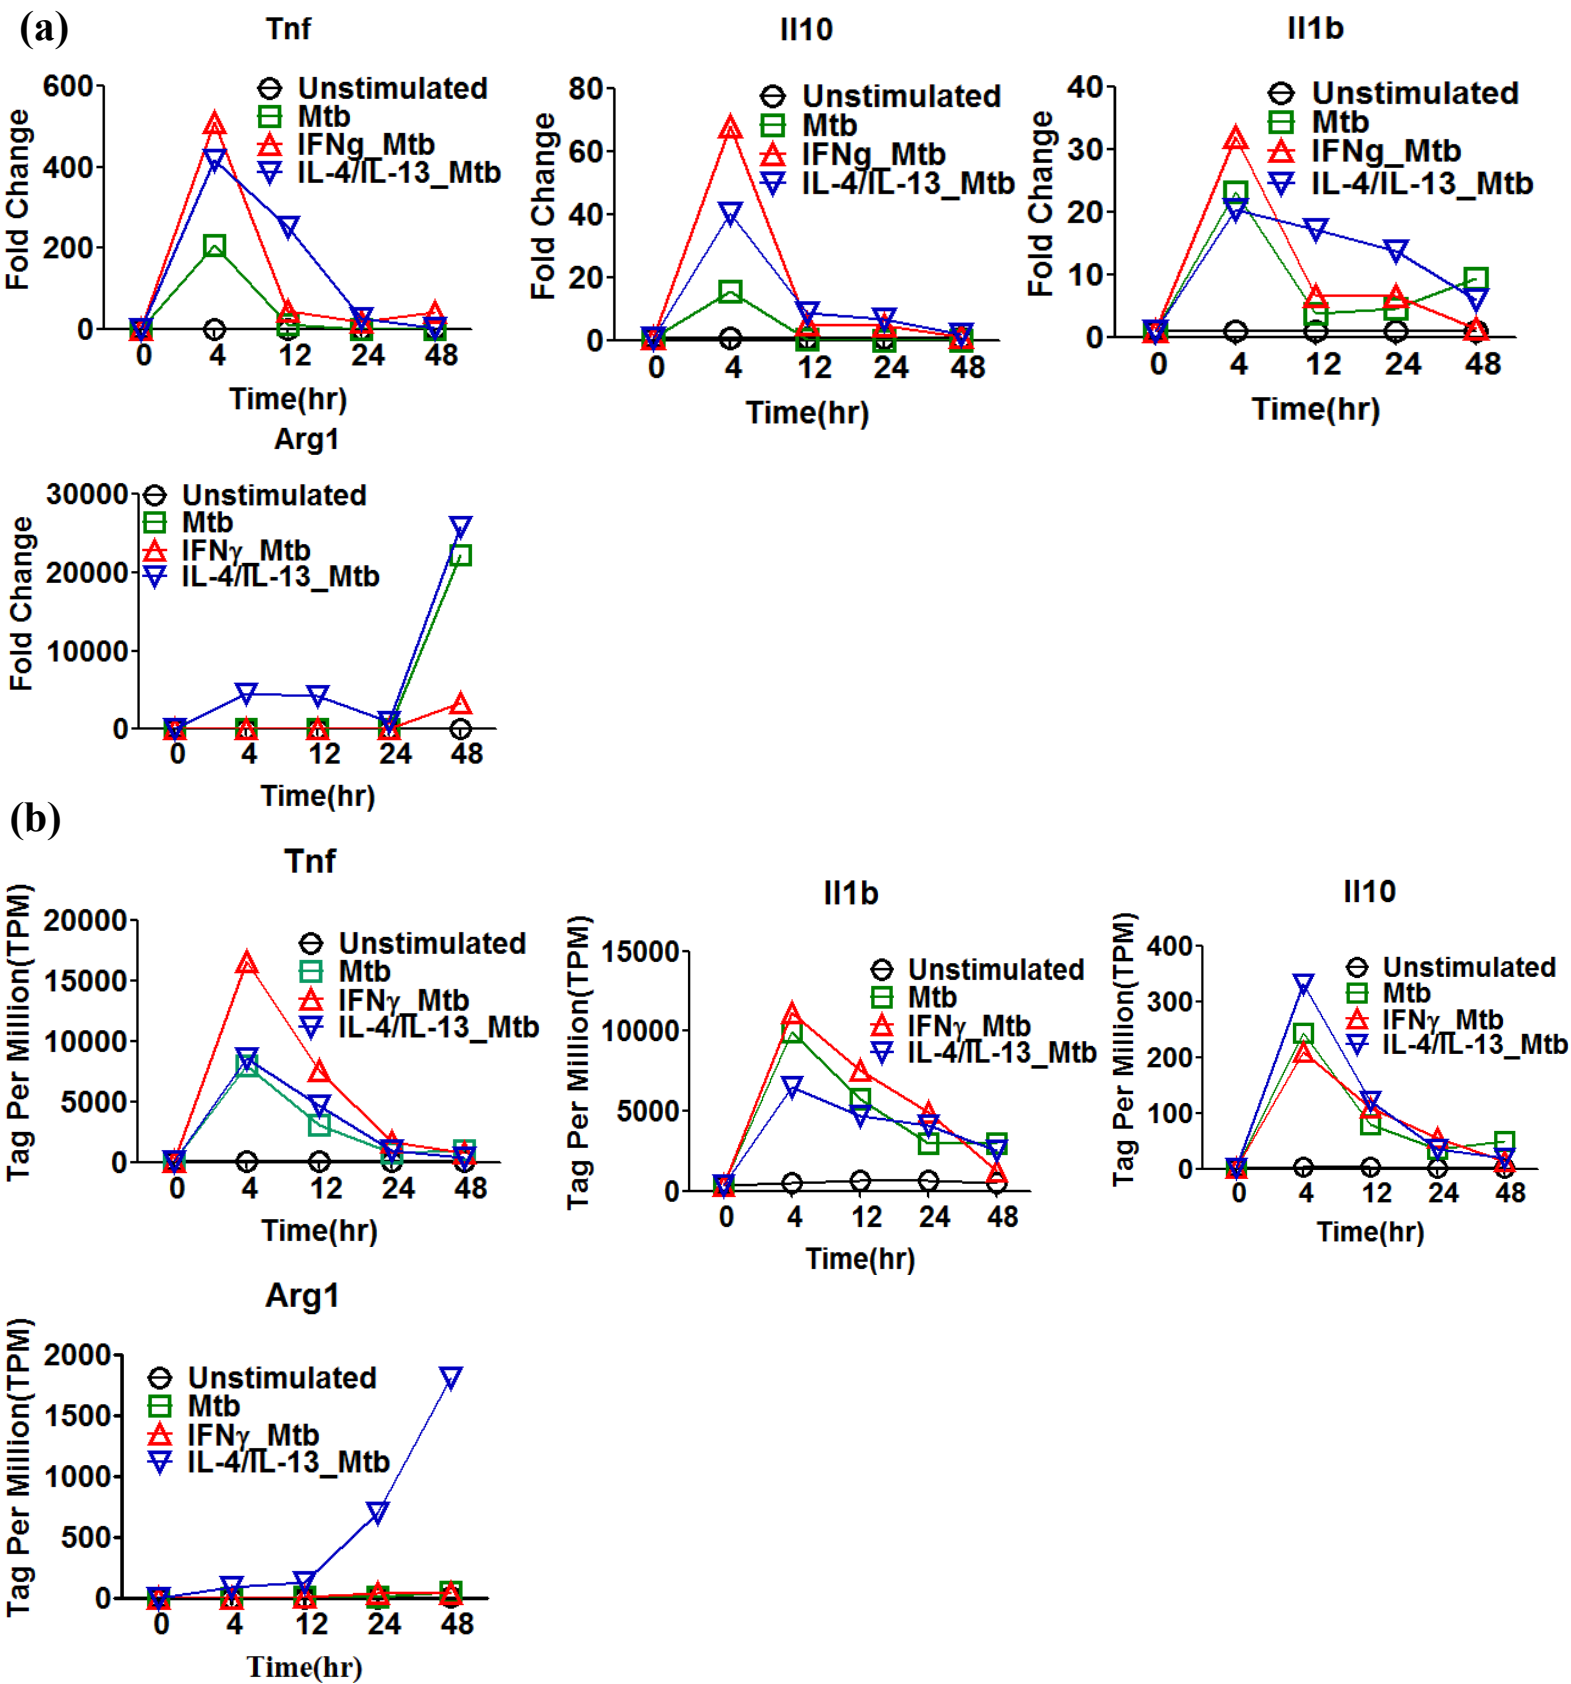 (a)
Tnf
Fold Change
600
400
200
0
Unstimulated
Mtb
IFNg_Mtb
IL-4/IL-13_Mtb
0 4 12 24 48
Time(hr)
Il10
Fold Change
80
60
40
20
0
Unstimulated
Mtb
IFNg_Mtb
IL-4/IL-13_Mtb
0 4 12 24 48
Time(hr)
Il1b
Fold Change
40
30
20
10
0
Unstimulated
Mtb
IFNg_Mtb
IL-4/IL-13_Mtb
0 4 12 24 48
Time(hr)
Arg1
Fold Change
30000
20000
10000
0
Unstimulated
Mtb
IFNγ_Mtb
IL-4/IL-13_Mtb
0 4 12 24 48
Time(hr)
(b)
Tnf
Tag Per Million(TPM)
20000
15000
10000
5000
0
Unstimulated
Mtb
IFNγ_Mtb
IL-4/IL-13_Mtb
0 4 12 24 48
Time(hr)
Il1b
Tag Per Million(TPM)
15000
10000
5000
0
Unstimulated
Mtb
IFNγ_Mtb
IL-4/IL-13_Mtb
0 4 12 24 48
Time(hr)
Il10
Tag Per Million(TPM)
400
300
200
100
0
Unstimulated
Mtb
IFNγ_Mtb
IL-4/IL-13_Mtb
0 4 12 24 48
Time(hr)
Arg1
Tag Per Million(TPM)
2000
1500
1000
500
0
Unstimulated
Mtb
IFNγ_Mtb
IL-4/IL-13_Mtb
0 4 12 24 48
Time(hr)